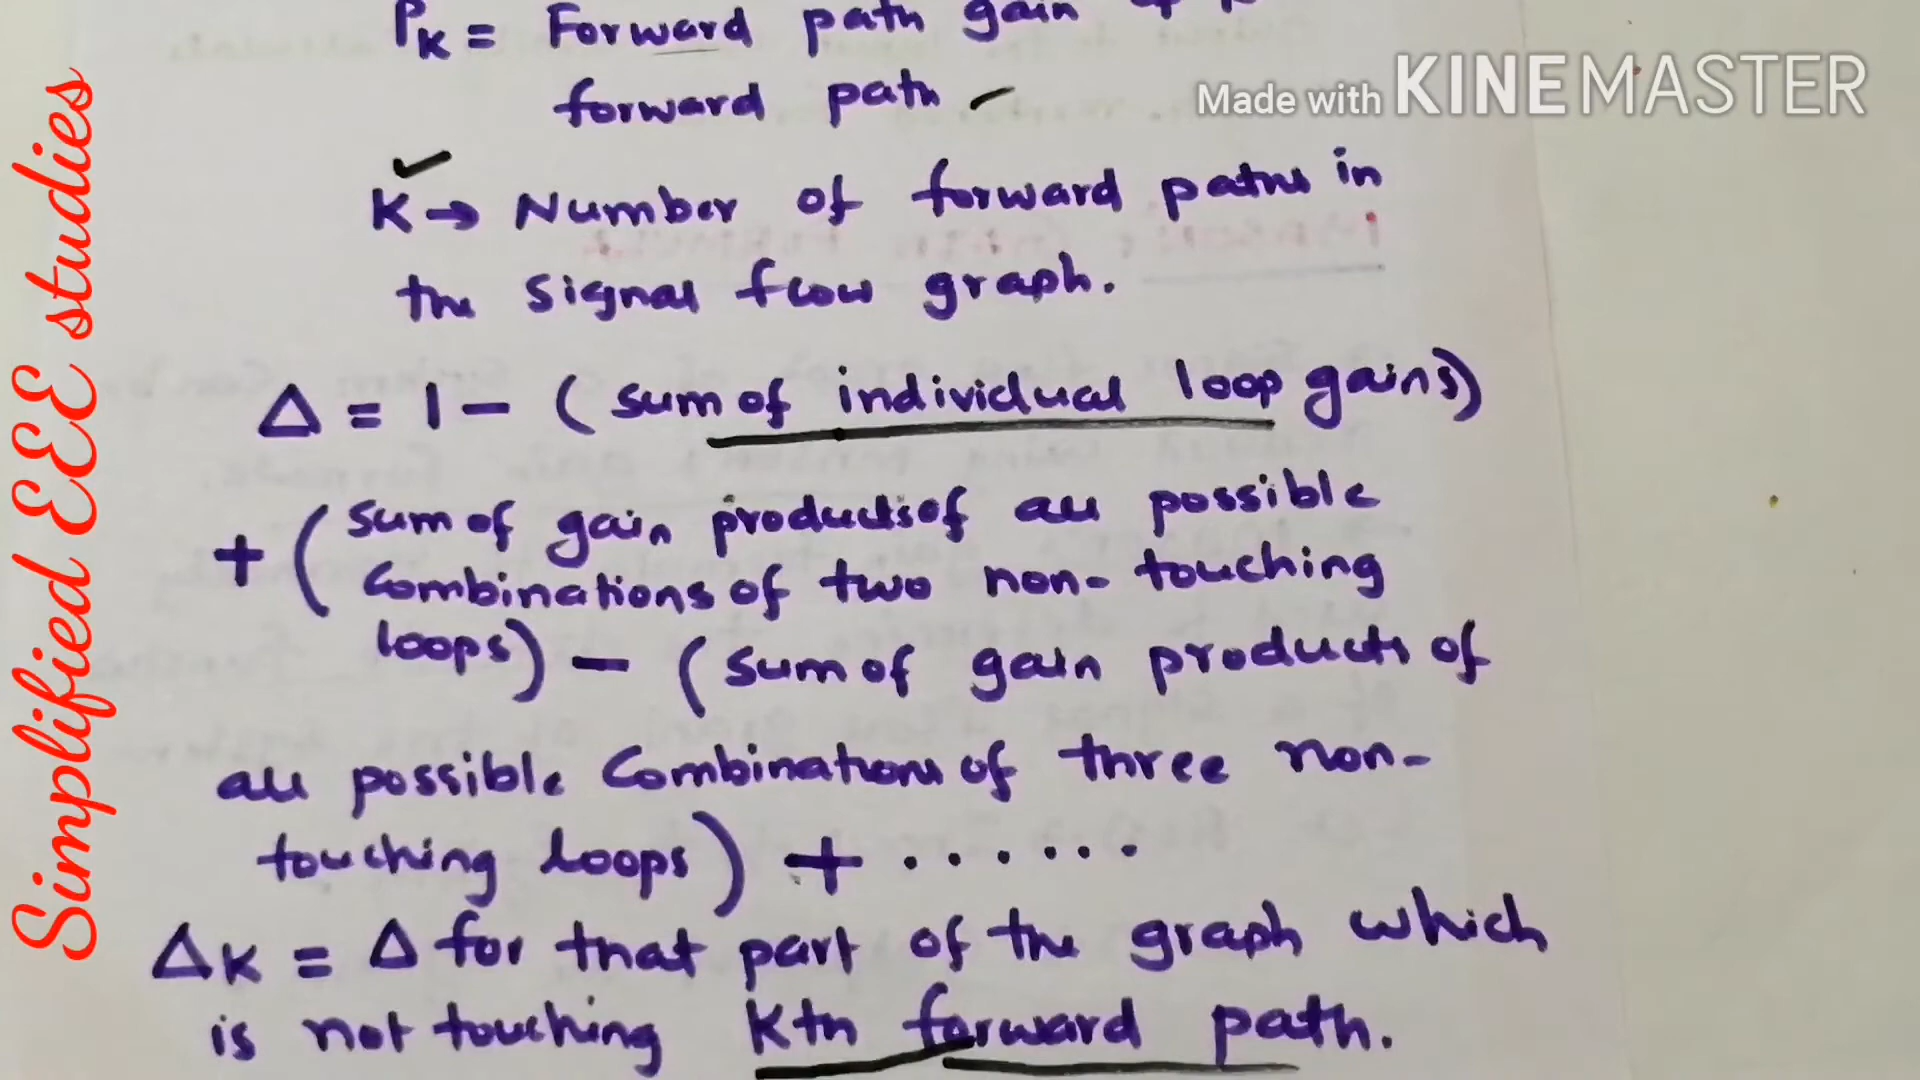 PK = Forward path gain of
forward path
K → Number of forward paths in
the signal flow graph.
Δ = 1 - (sum of individual loop gains)
+ (sum of gain products of all possible
combinations of two non-touching
loops) - (sum of gain products of
all possible combinations of three non-
touching loops) + ......
ΔK = Δ for that part of the graph which
is not touching Kth forward path.
Made with KINEMASTER
Simplified EEE studies